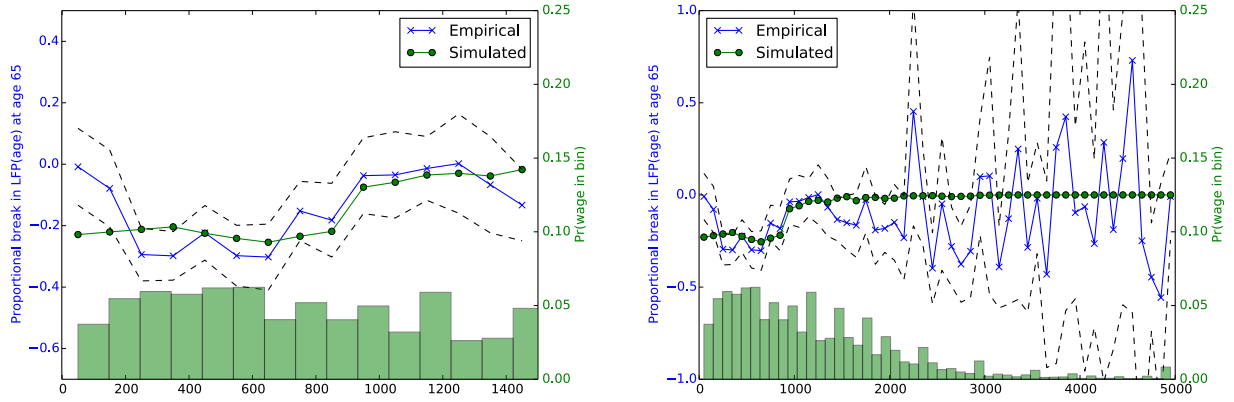 Proportional break in LFP(age) at age 65
0.4
0.2
0.0
−0.2
−0.4
−0.6
0 200 400 600 800 1000 1200 1400
Empirical
Simulated
0.25
0.20
0.15
0.10
0.05
0.00
Pr(wage in bin)
Proportional break in LFP(age) at age 65
1.0
0.5
0.0
−0.5
−1.0
0 1000 2000 3000 4000 5000
Empirical
Simulated
0.25
0.20
0.15
0.10
0.05
0.00
Pr(wage in bin)